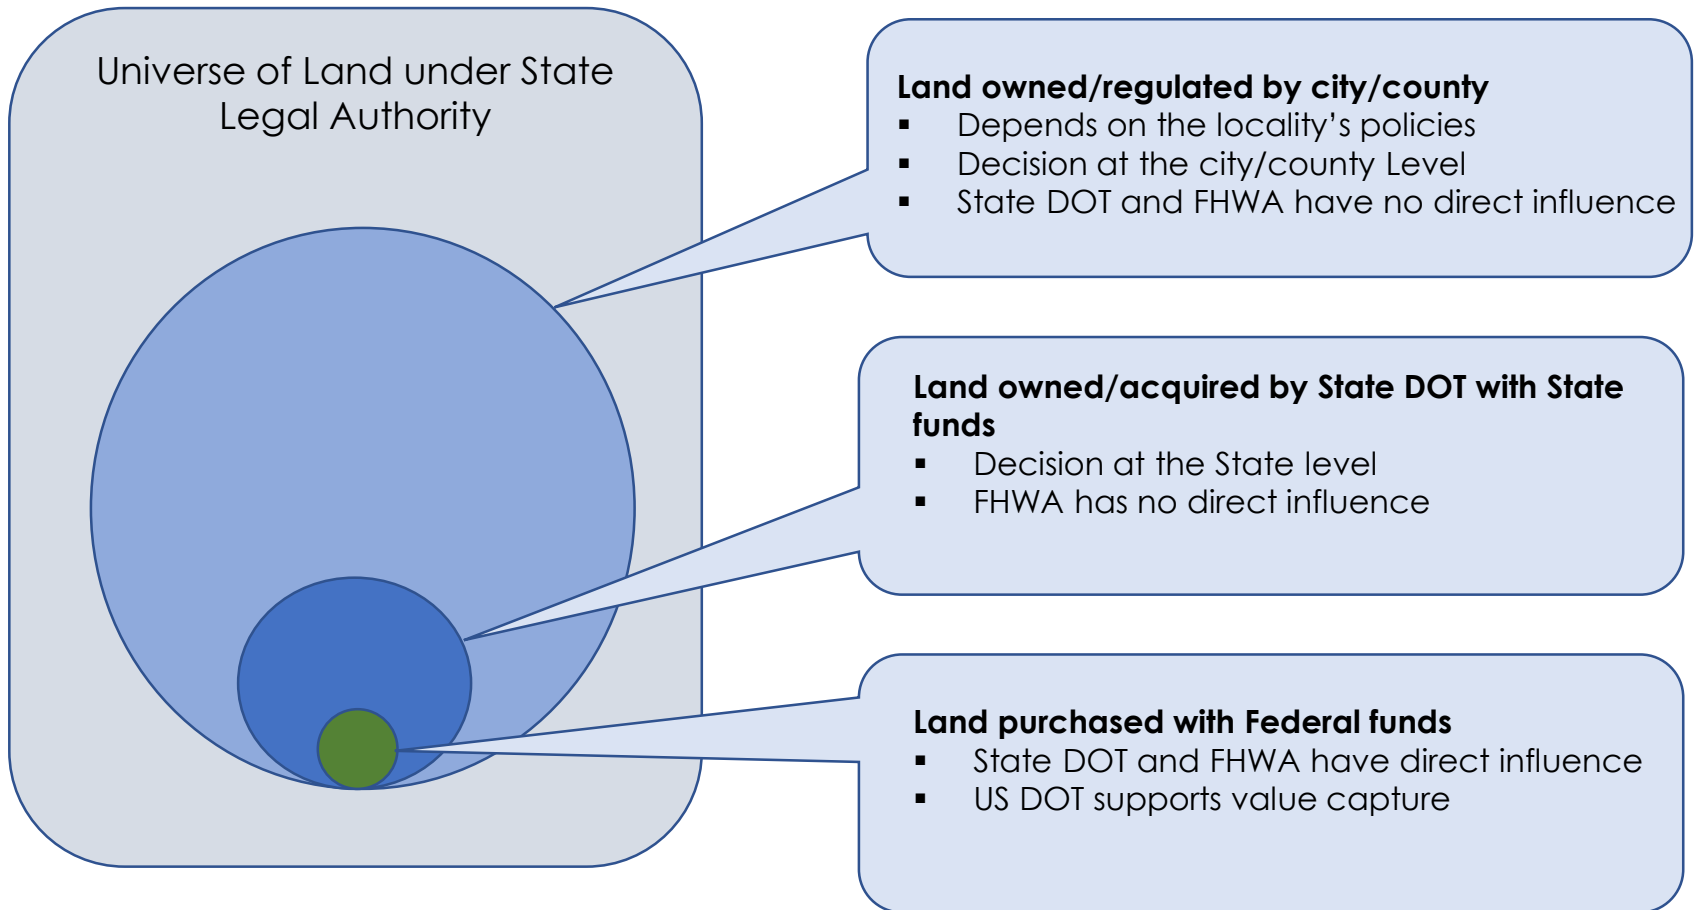 Universe of Land under State
Legal Authority
Land owned/regulated by city/county
▪ Depends on the locality’s policies
▪ Decision at the city/county Level
▪ State DOT and FHWA have no direct influence
Land owned/acquired by State DOT with State
funds
▪ Decision at the State level
▪ FHWA has no direct influence
Land purchased with Federal funds
▪ State DOT and FHWA have direct influence
▪ US DOT supports value capture